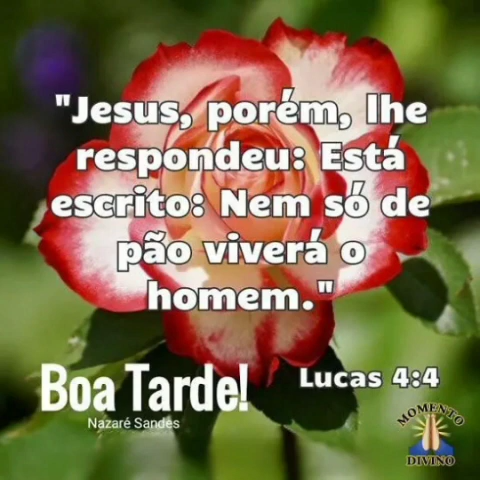 "Jesus, porém, lhe
respondeu: Está
escrito: Nem só de
pão viverá o
homem."
Lucas 4:4
Boa Tarde!
Nazaré Sandes
MOMENTO
DIVINO